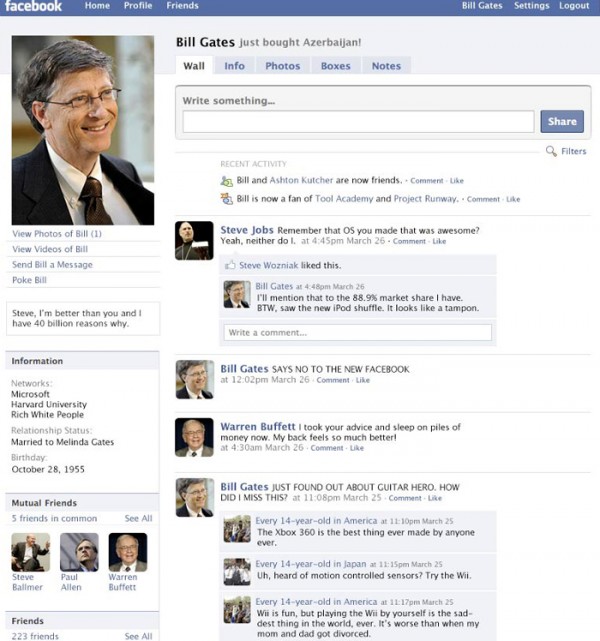 facebook Home Profile Friends Bill Gates Settings Logout
Bill Gates just bought Azerbaijan!
Wall Info Photos Boxes Notes
Write something...
Share
Filters
RECENT ACTIVITY
Bill and Ashton Kutcher are now friends. · Comment · Like
Bill is now a fan of Tool Academy and Project Runway. · Comment · Like
View Photos of Bill (1)
View Videos of Bill
Send Bill a Message
Poke Bill
Steve, I'm better than you and I
have 40 billion reasons why.
Information
Networks:
Microsoft
Harvard University
Rich White People
Relationship Status:
Married to Melinda Gates
Birthday:
October 28, 1955
Mutual Friends
5 friends in common See All
Steve
Ballmer
Paul
Allen
Warren
Buffett
Friends
223 friends See All
Steve Jobs Remember that OS you made that was awesome?
Yeah, neither do I. at 4:45pm March 26 · Comment · Like
Steve Wozniak liked this.
Bill Gates at 4:48pm March 26
I'll mention that to the 88.9% market share I have.
BTW, saw the new iPod shuffle. It looks like a tampon.
Write a comment...
Bill Gates SAYS NO TO THE NEW FACEBOOK
at 12:02pm March 26 · Comment · Like
Warren Buffett I took your advice and sleep on piles of
money now. My back feels so much better!
at 4:30am March 26 · Comment · Like
Bill Gates JUST FOUND OUT ABOUT GUITAR HERO. HOW
DID I MISS THIS? at 11:08pm March 25 · Comment · Like
Every 14-year-old in America at 11:10pm March 25
The Xbox 360 is the best thing ever made by anyone
ever.
Every 14-year-old in Japan at 11:15pm March 25
Uh, heard of motion controlled sensors? Try the Wii.
Every 14-year-old in America at 11:17pm March 25
Wii is fun, but playing the Wii by yourself is the sad-
dest thing in the world, ever. It's worse than when my
mom and dad got divorced.